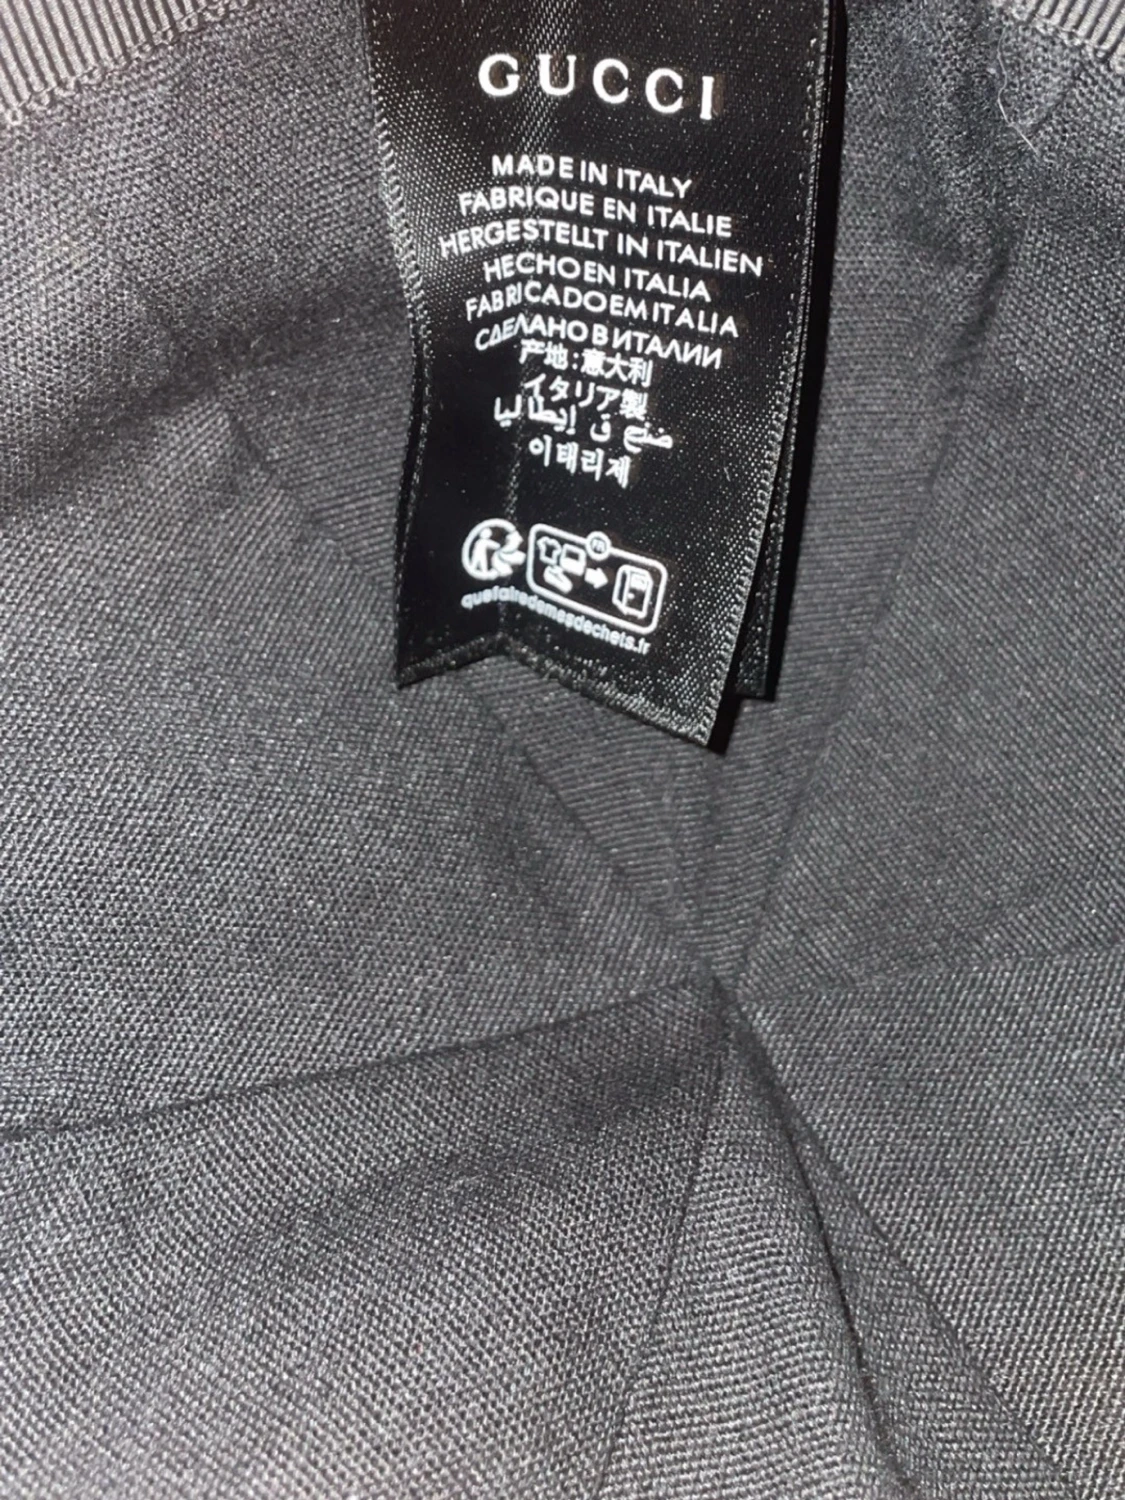 GUCCI
MADE IN ITALY
FABRIQUE EN ITALIE
HERGESTELLT IN ITALIEN
HECHO EN ITALIA
FABRICADO EM ITALIA
СДЕЛАНО В ИТАЛИИ
产地:意大利
イタリア製
صنع ق إيطاليا
이태리제
FR
quefairedemesdechets.fr